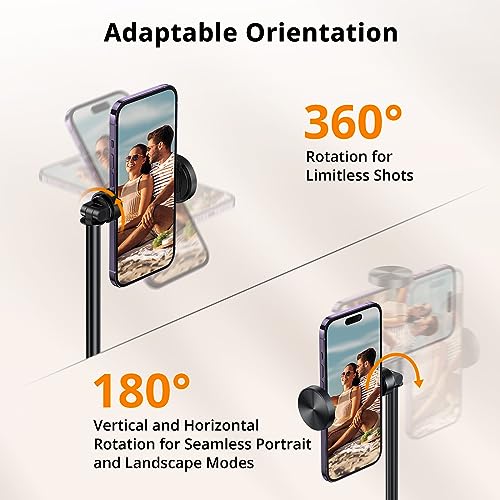 Adaptable Orientation
360°
Rotation for
Limitless Shots
180°
Vertical and Horizontal
Rotation for Seamless Portrait
and Landscape Modes